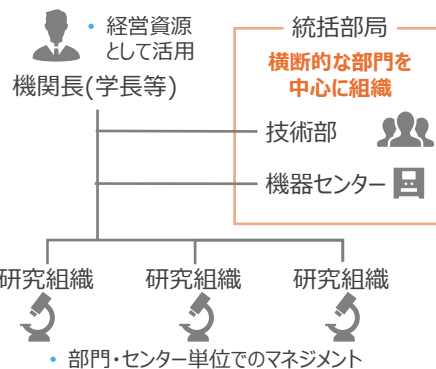 • 経営資源
として活用
機関長(学長等)
統括部局
横断的な部門を
中心に組織
技術部
機器センター
研究組織 研究組織 研究組織
• 部門・センター単位でのマネジメント